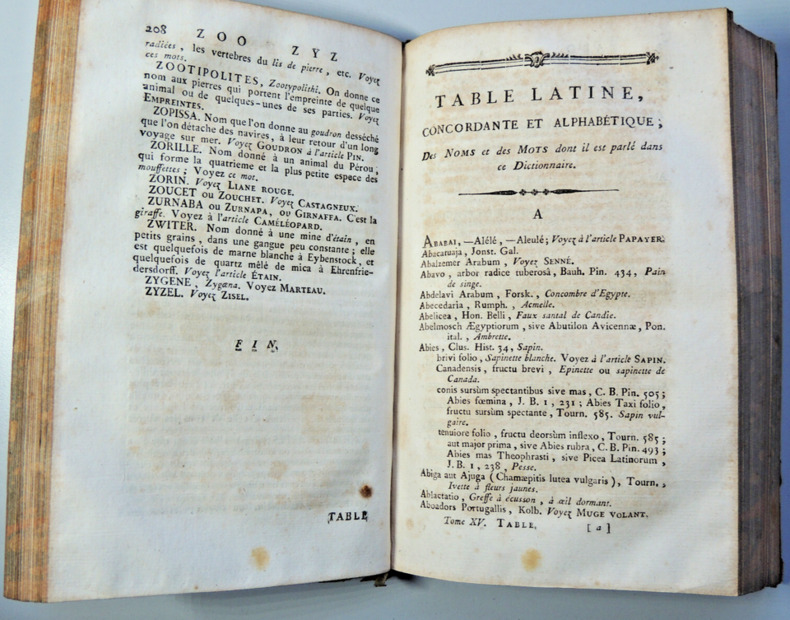 208 ZOO ZYZ
radices, les vertebres du lis de pierre, etc. Voyez
ces mots.
ZOOTIPOLITES, Zootypolithi. On donne ce
nom aux pierres qui portent l'empreinte de quelque
animal ou de quelques-unes de ses parties. Voyez
EMPREINTES.
ZOPISSA. Nom que l'on donne au goudron desséché
que l'on détache des navires, à leur retour d'un long
voyage sur mer. Voyez GOUDRON à l'article PIN.
ZORILLE. Nom donné à un animal du Pérou,
qui forme la quatrieme et la plus petite espece des
mouffettes; Voyez ce mot.
ZORIN. Voyez LIANE ROUGE.
ZOUCET ou ZOUCHET. Voyez CASTAGNEUX.
ZURNABA ou ZURNAPA, ou GIRNAFFA. C'est la
giraffe. Voyez à l'article CAMÉLÉOPARD.
ZWITER. Nom donné à une mine d'étain, en
petits grains, dans une gangue peu constante; elle
est quelquefois de marne blanche à Eybenstock, et
quelquefois de quartz mêlé de mica à Ehrenfrie-
dersdorff. Voyez l'article ÉTAIN.
ZYGENE, Zygæna. Voyez MARTEAU.
ZYZEL. Voyez ZISEL.
FIN.
TABLE
TABLE LATINE,
CONCORDANTE ET ALPHABÉTIQUE;
Des NOMS et des MOTS dont il est parlé dans
ce Dictionnaire.
A
ABABAI, —Alélé, —Aleulé; Voyez à l'article PAPAYER.
Abacatuaja, Jonst. Gal.
Abalzemer Arabum, Voyez SENNÉ.
Abavo, arbor radice tuberosâ, Bauh. Pin. 434, Pain
de singe.
Abdelavi Arabum, Forsk., Concombre d'Egypte.
Abecedaria, Rumph., Acmelle.
Abelicea, Hon. Belli, Faux santal de Candie.
Abelmosch Ægyptiorum, sive Abutilon Avicennæ, Pon.
ital., Ambrette.
Abies, Clus. Hist. 34, Sapin.
brivi folio, Sapinette blanche. Voyez à l'article SAPIN.
Canadensis, fructu brevi, Epinette ou sapinette de
Canada.
conis sursùm spectantibus sive mas, C. B. Pin. 505;
Abies fœmina, J. B. 1, 231; Abies Taxi folio,
fructu sursùm spectante, Tourn. 585. Sapin vul-
gaire.
tenuiore folio, fructu deorsùm inflexo, Tourn. 585;
aut major prima, sive Abies rubra, C. B. Pin. 493;
Abies mas Theophrasti, sive Picea Latinorum,
J. B. 1, 238, Pesse.
Abiga aut Ajuga (Chamæpitis lutea vulgaris), Tourn.,
Ivette à fleurs jaunes.
Ablactatio, Greffe à écusson, à œil dormant.
Aboadors Portugallis, Kolb. Voyez MUGE VOLANT.
Tome XV. TABLE. [a]